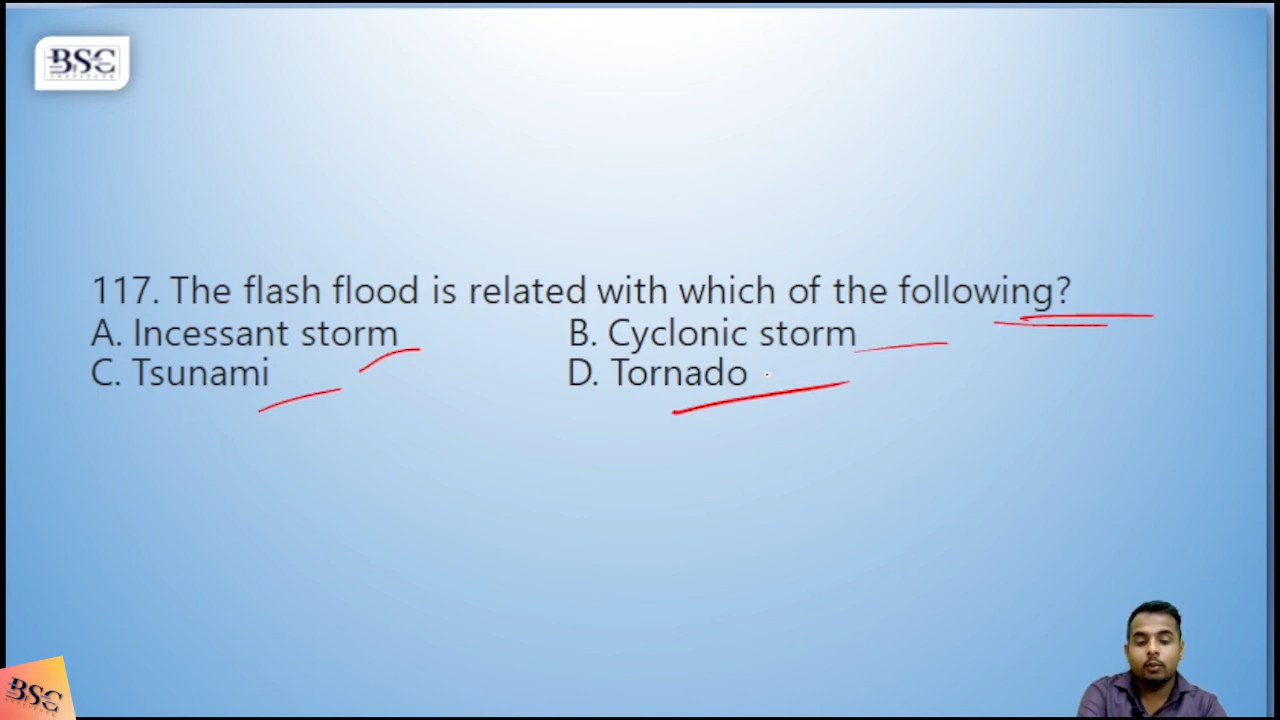 BSC
INSTITUTE
117. The flash flood is related with which of the following?
A. Incessant storm B. Cyclonic storm
C. Tsunami D. Tornado
BSC